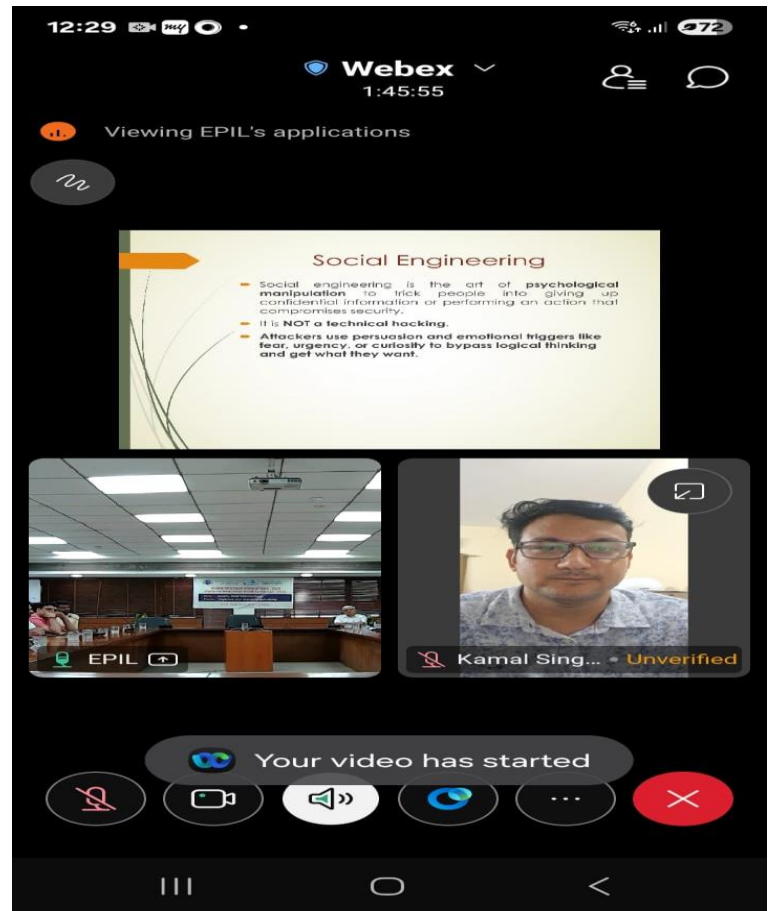 12:29
my
72
Webex
1:45:55
Viewing EPIL's applications
Social Engineering
Social engineering is the art of psychological
manipulation to trick people into giving up
confidential information or performing an action that
compromises security.
It is NOT a technical hacking.
Attackers use persuasion and emotional triggers like
fear, urgency, or curiosity to bypass logical thinking
and get what they want.
EPIL
Kamal Sing... • Unverified
Your video has started